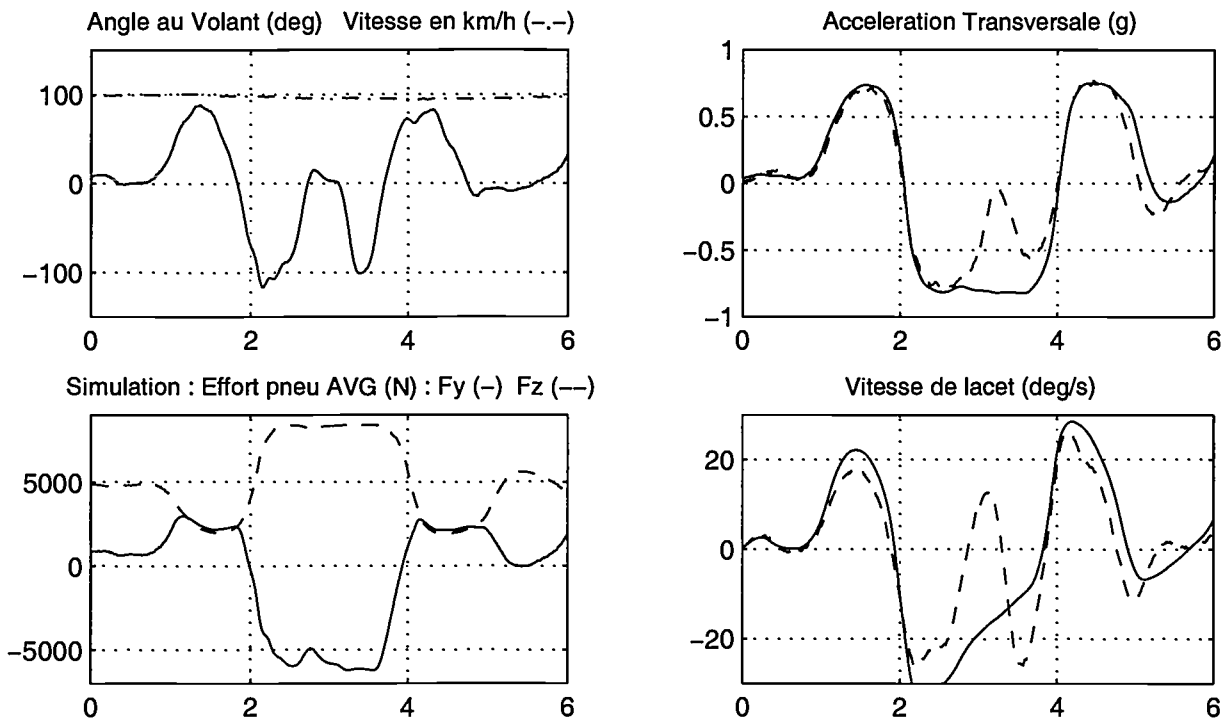 Angle au Volant (deg) Vitesse en km/h (-.-)
100
0
-100
0 2 4 6
Acceleration Transversale (g)
1
0.5
0
-0.5
-1
0 2 4 6
Simulation : Effort pneu AVG (N) : Fy (-) Fz (--)
5000
0
-5000
0 2 4 6
Vitesse de lacet (deg/s)
20
0
-20
0 2 4 6